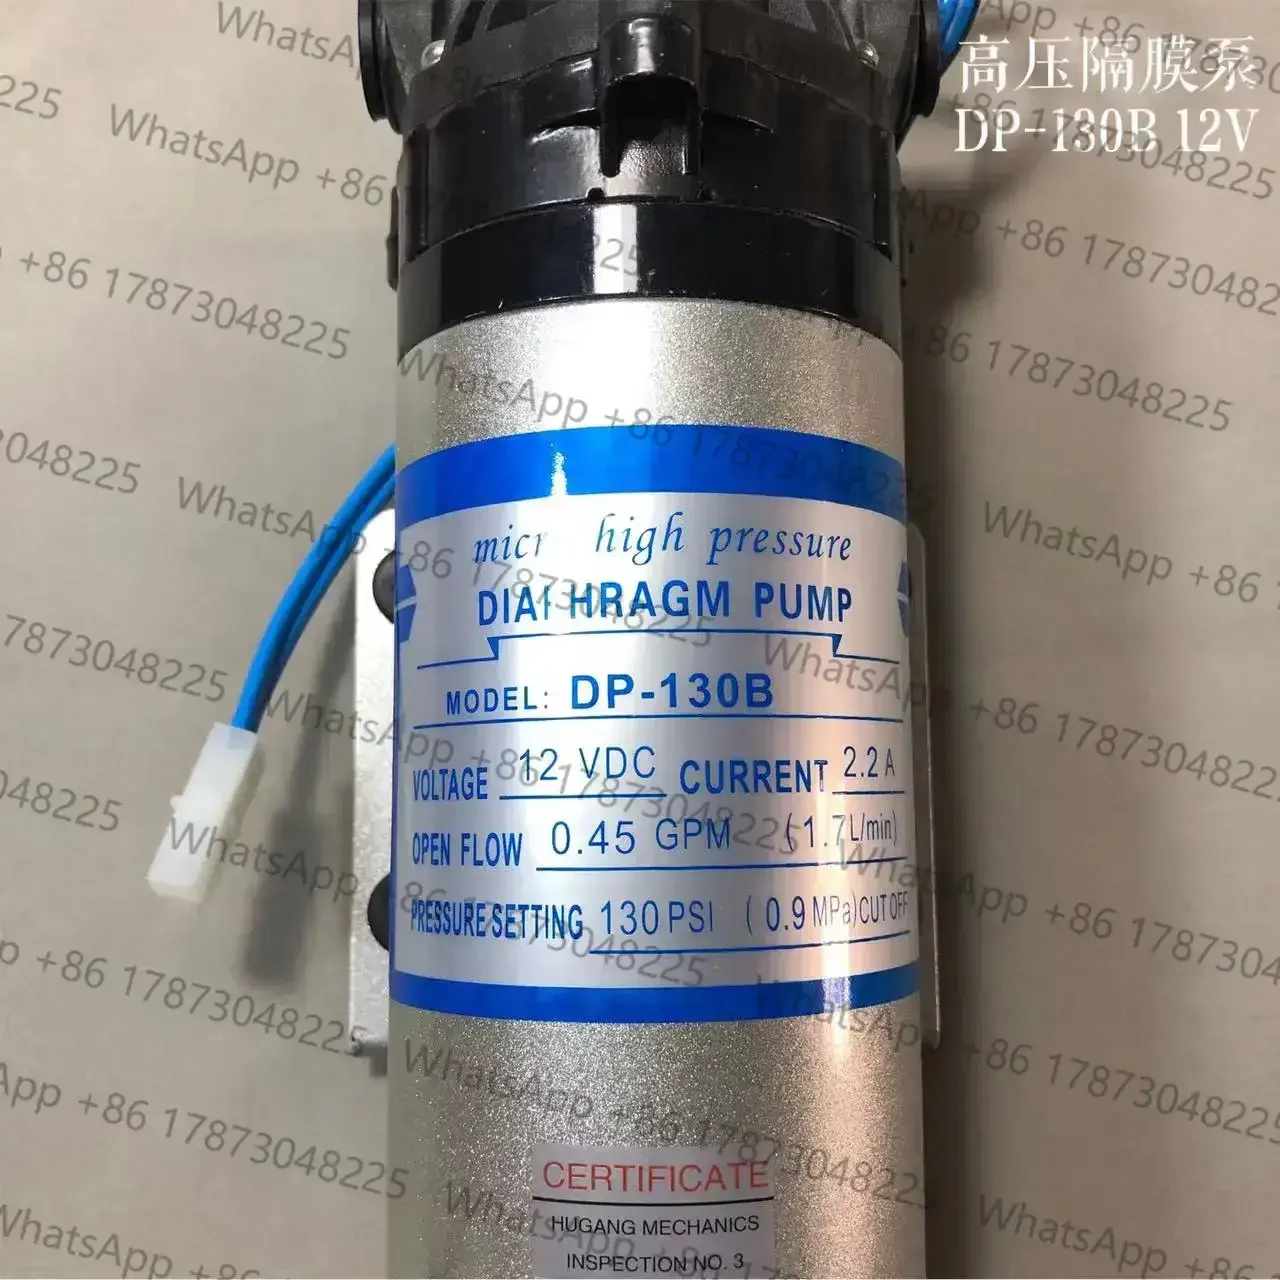 高压隔膜泵
DP-130B 12V
high pressure
PUMP
MODEL: DP-130B
VOLTAGE 12 VDC CURRENT 2.2 A
OPEN FLOW 0.45 GPM (1.7L/min)
PRESSURE SETTING 130 PSI (0.9 MPa) CUT OFF
CERTIFICATE
HUGANG MECHANICS
INSPECTION NO. 3
WhatsApp +86 17873048225